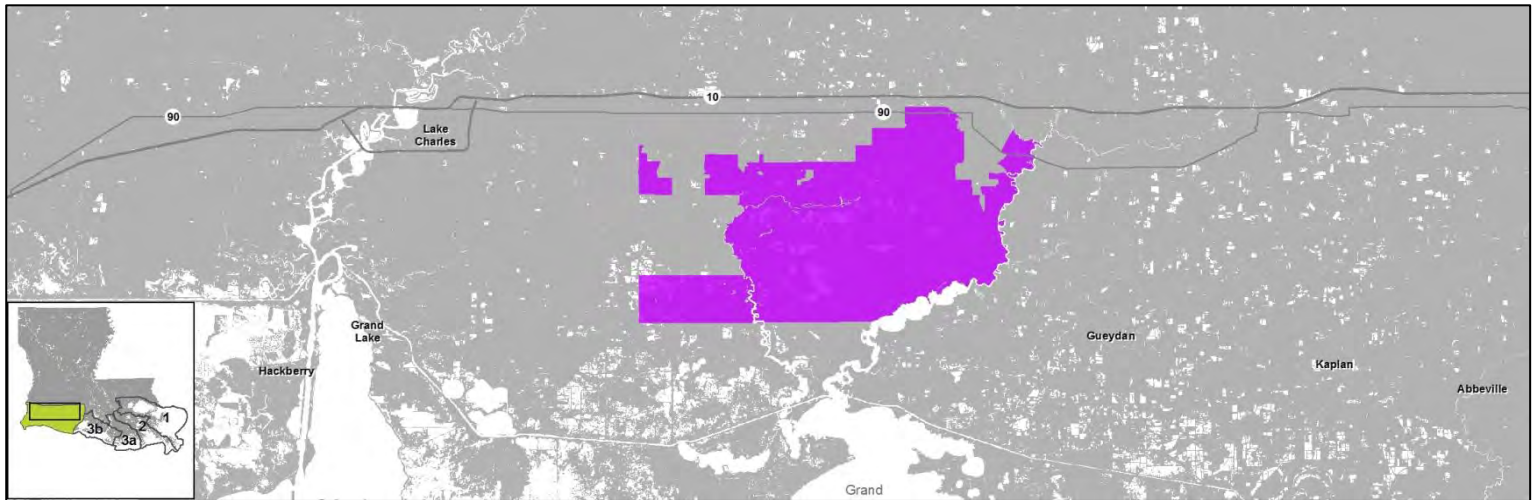 10
90
90
Lake
Charles
Grand
Lake
Hackberry
Gueydan
Kaplan
Abbeville
Grand
1
2
3b
3a